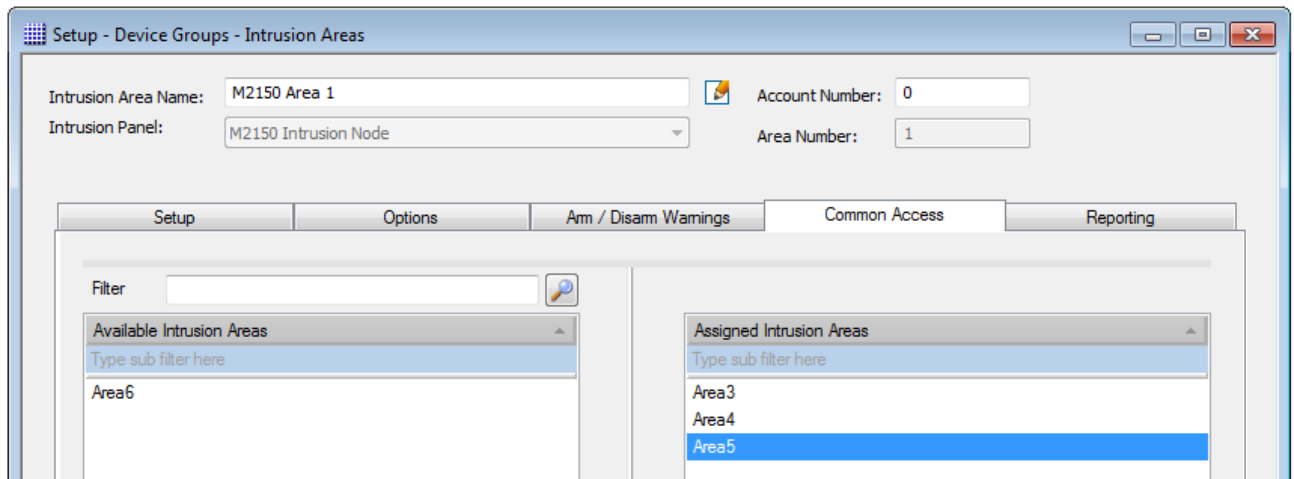 Setup - Device Groups - Intrusion Areas
Intrusion Area Name: M2150 Area 1 Account Number: 0
Intrusion Panel: M2150 Intrusion Node Area Number: 1
Setup Options Arm / Disarm Warnings Common Access Reporting
Filter
Available Intrusion Areas Assigned Intrusion Areas
Type sub filter here Type sub filter here
Area6 Area3
Area4
Area5